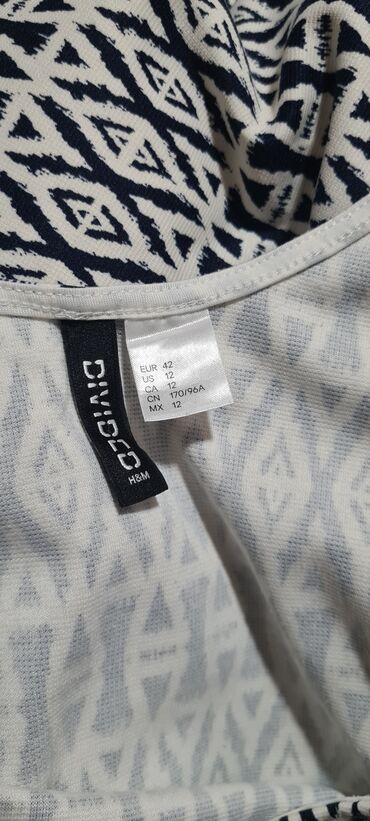 DIVIDED
H&M
EUR 42
US 12
CA 12
CN 170/96A
MX 12